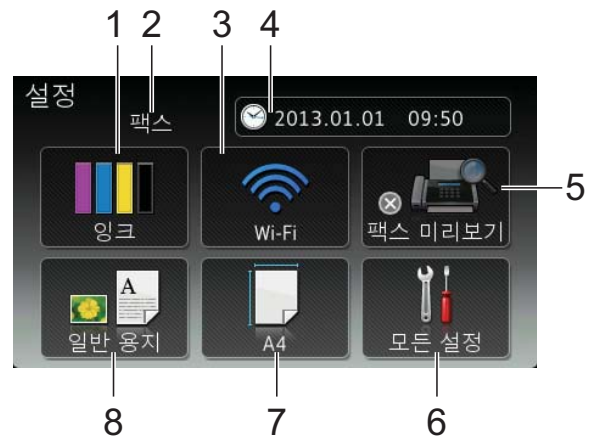 1 2 3 4
설정
팩스
2013.01.01 09:50
잉크
Wi-Fi
팩스 미리보기
5
A
일반 용지
A4
모든 설정
8 7 6